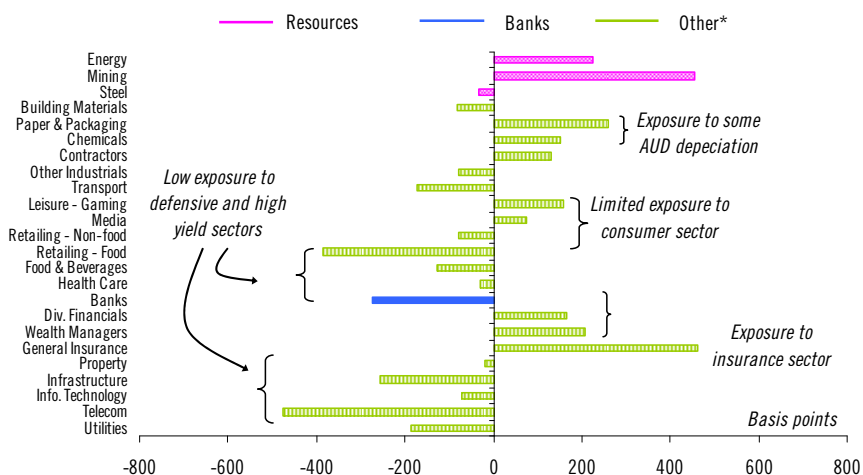 Resources Banks Other*
Energy
Mining
Steel
Building Materials
Paper & Packaging
Chemicals
Contractors
Other Industrials
Transport
Leisure - Gaming
Media
Retailing - Non-food
Retailing - Food
Food & Beverages
Health Care
Banks
Div. Financials
Wealth Managers
General Insurance
Property
Infrastructure
Info. Technology
Telecom
Utilities
Exposure to some
AUD depeciation
Low exposure to
defensive and high
yield sectors
Limited exposure to
consumer sector
Exposure to
insurance sector
Basis points
-800 -600 -400 -200 0 200 400 600 800